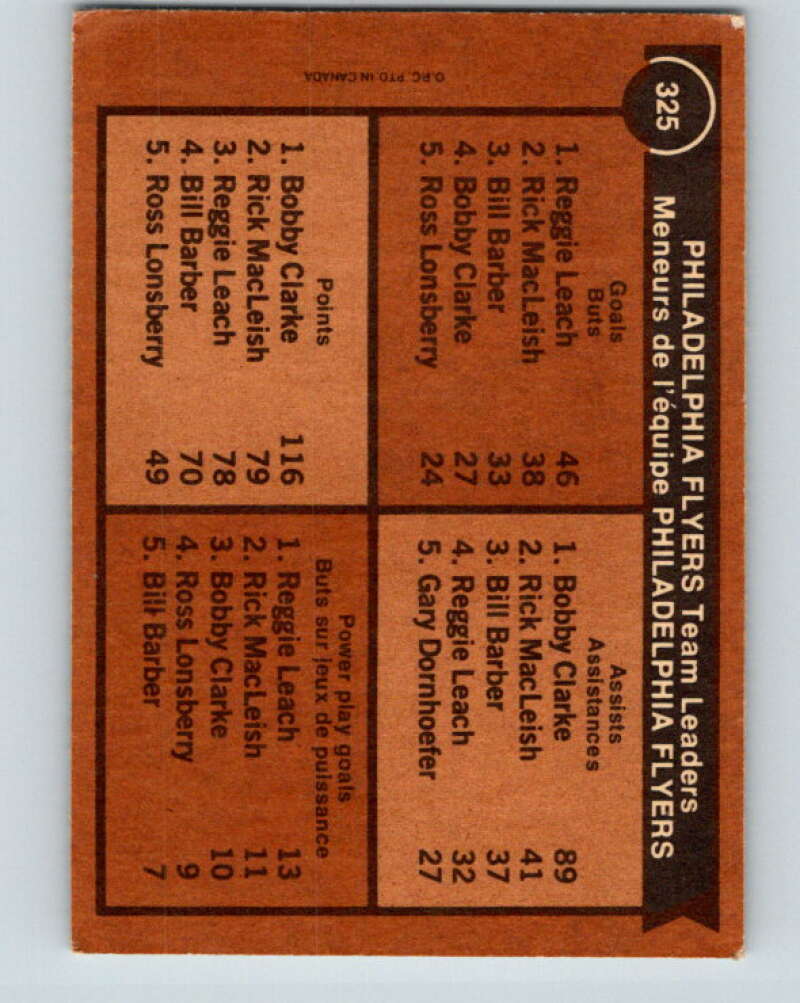 325
PHILADELPHIA FLYERS Team Leaders
Meneurs de l'équipe PHILADELPHIA FLYERS
Goals
Buts
1. Reggie Leach 46
2. Rick MacLeish 38
3. Bill Barber 33
4. Bobby Clarke 27
5. Ross Lonsberry 24
Assists
Assistances
1. Bobby Clarke 89
2. Rick MacLeish 41
3. Bill Barber 37
4. Reggie Leach 32
5. Gary Dornhoefer 27
Points
1. Bobby Clarke 116
2. Rick MacLeish 79
3. Reggie Leach 78
4. Bill Barber 70
5. Ross Lonsberry 49
Power play goals
Buts sur jeux de puissance
1. Reggie Leach 13
2. Rick MacLeish 11
3. Bobby Clarke 10
4. Ross Lonsberry 9
5. Bill Barber 7
O.P.C. PTD IN CANADA